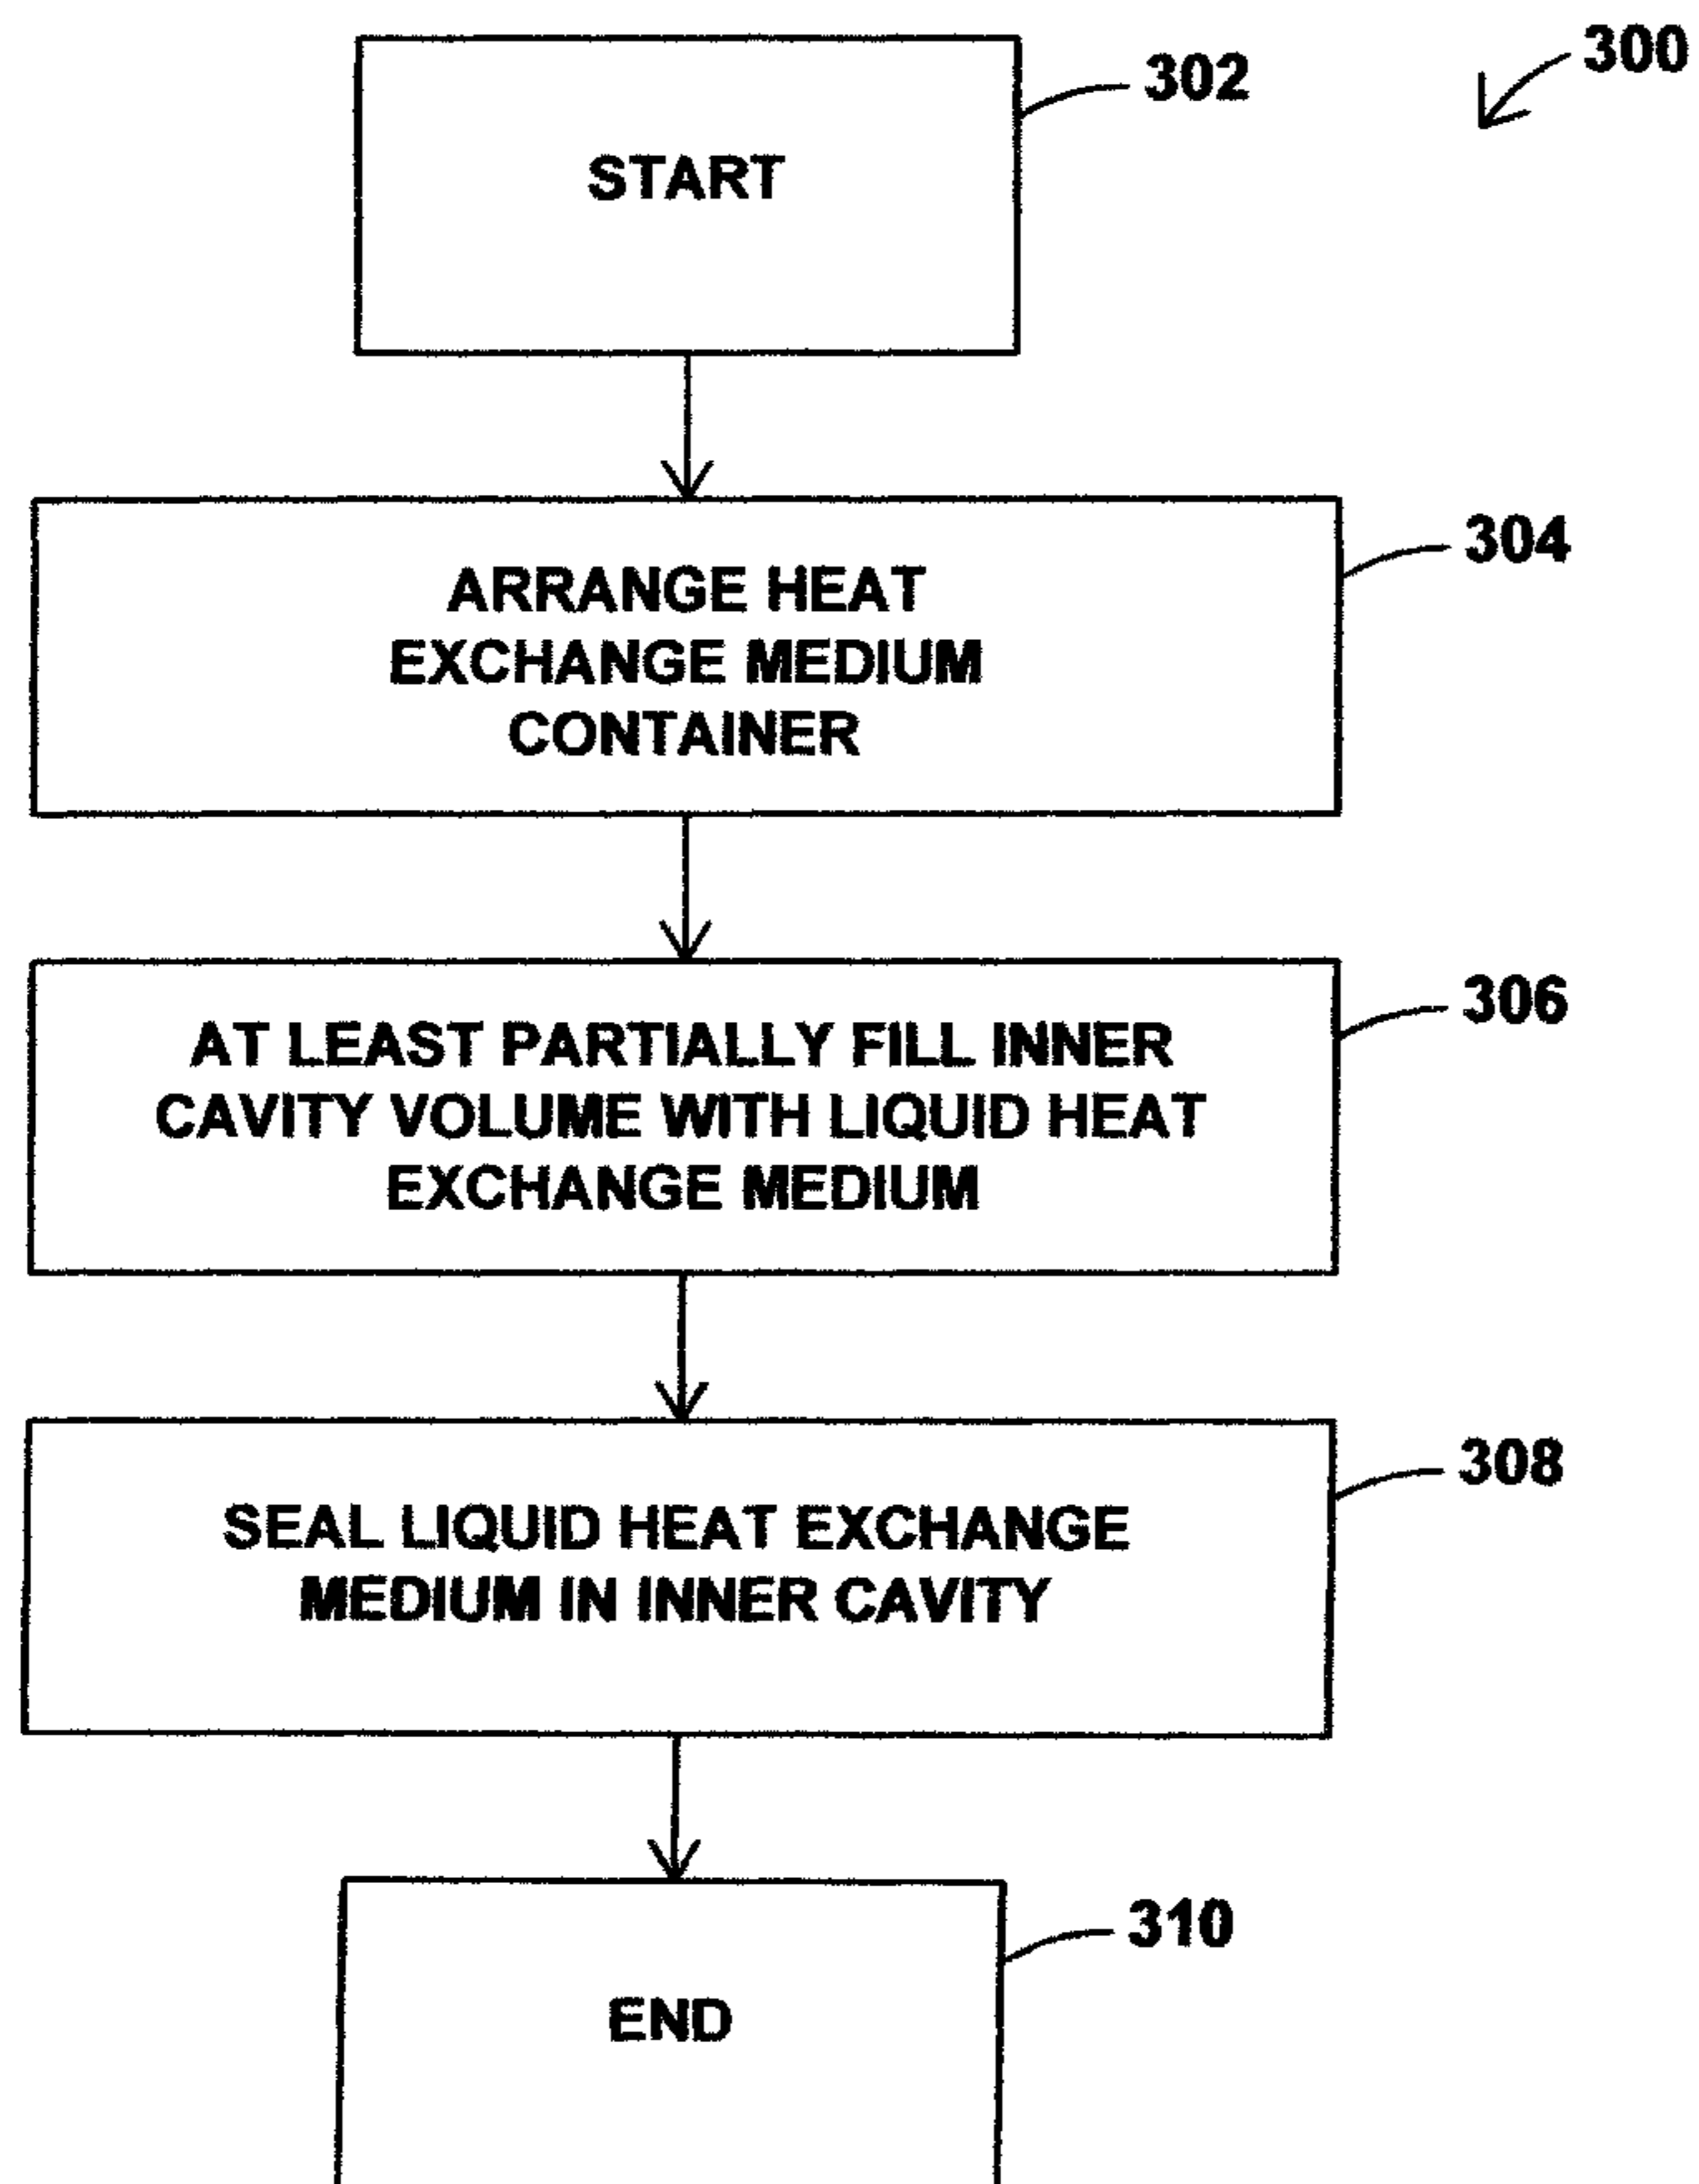 300
302
START
304
ARRANGE HEAT
EXCHANGE MEDIUM
CONTAINER
306
AT LEAST PARTIALLY FILL INNER
CAVITY VOLUME WITH LIQUID HEAT
EXCHANGE MEDIUM
308
SEAL LIQUID HEAT EXCHANGE
MEDIUM IN INNER CAVITY
310
END